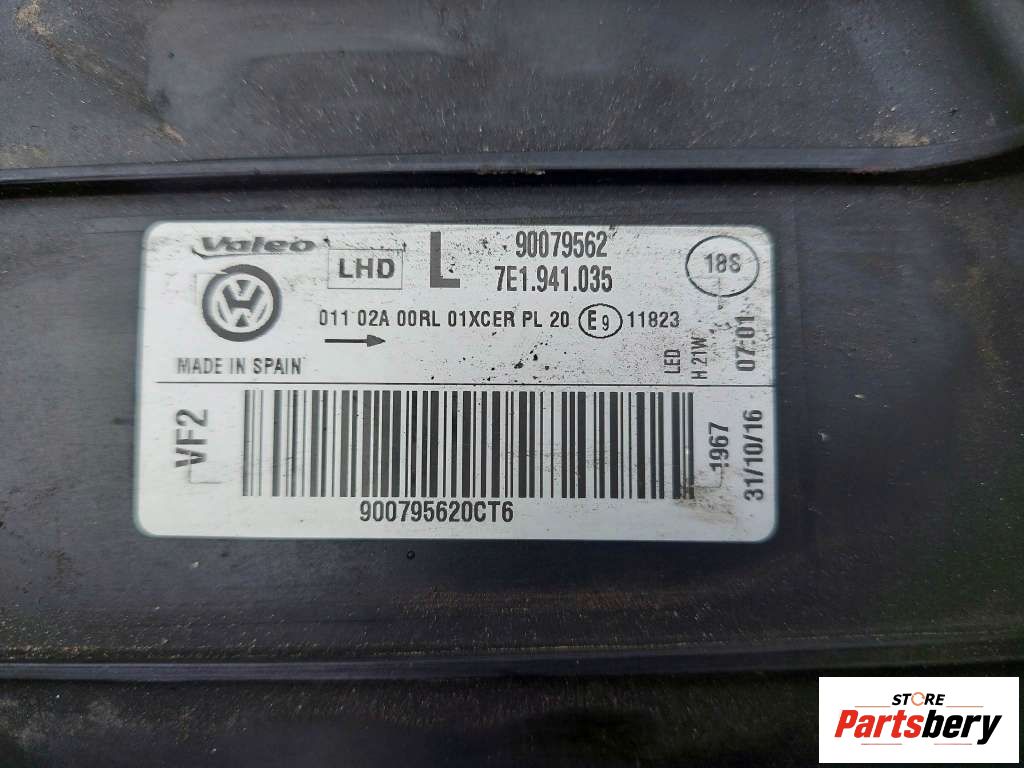 Valeo
LHD
L
90079562
7E1.941.035
18S
011 02A 00RL 01XCER PL 20 E9 11823
MADE IN SPAIN
LED
H 21W
07:01
VF2
1967
31/10/16
900795620CT6
STORE
Partsbery